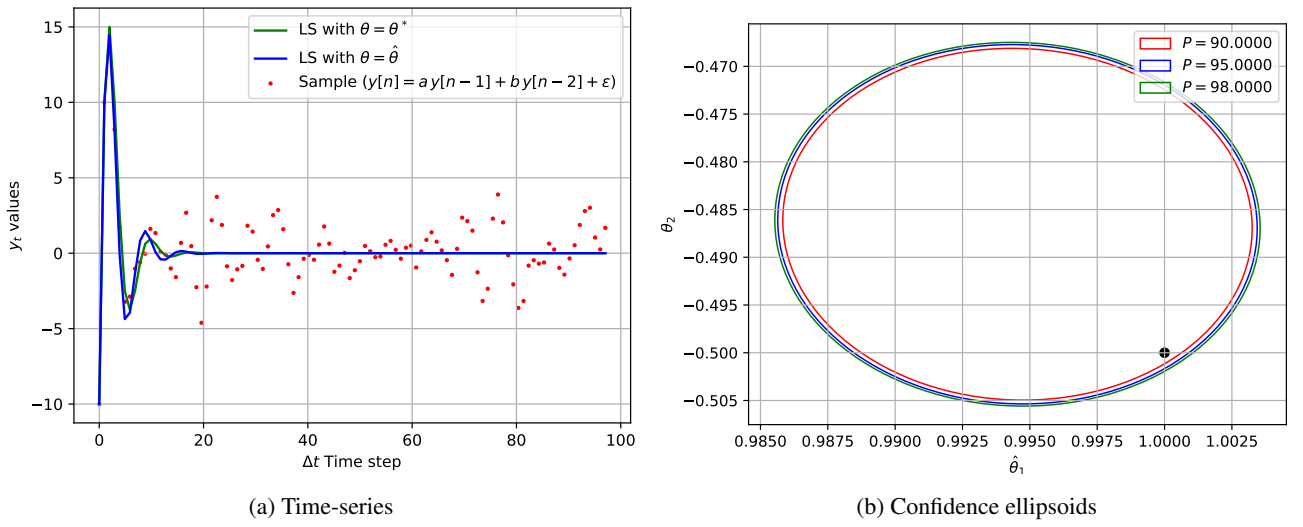 15
10
5
0
−5
−10
y_t values
0
20
40
60
80
100
Δt Time step
LS with θ = θ*
LS with θ = θ̂
Sample (y[n] = a y[n − 1] + b y[n − 2] + ε)
(a) Time-series
−0.470
−0.475
−0.480
−0.485
−0.490
−0.495
−0.500
−0.505
θ̂_2
0.9850
0.9875
0.9900
0.9925
0.9950
0.9975
1.0000
1.0025
θ̂_1
P = 90.0000
P = 95.0000
P = 98.0000
(b) Confidence ellipsoids